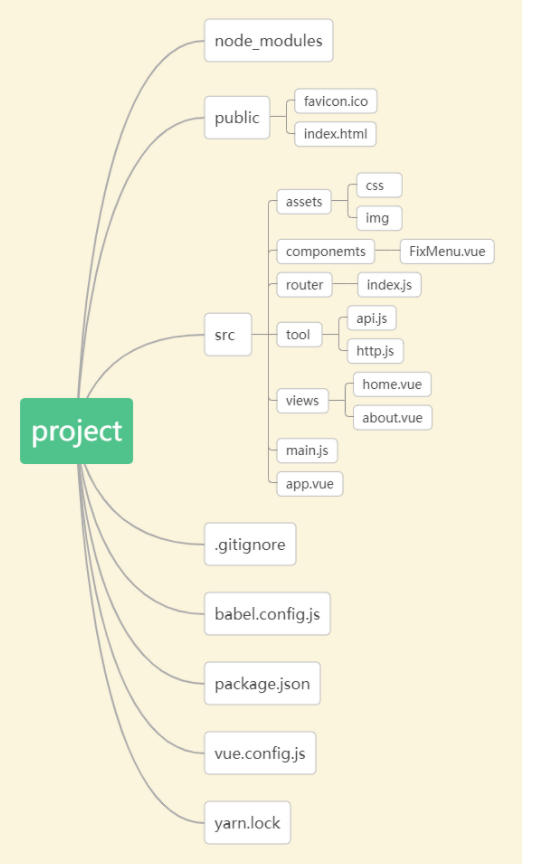 project
node_modules
public
favicon.ico
index.html
src
assets
css
img
componemts
FixMenu.vue
router
index.js
tool
api.js
http.js
views
home.vue
about.vue
main.js
app.vue
.gitignore
babel.config.js
package.json
vue.config.js
yarn.lock